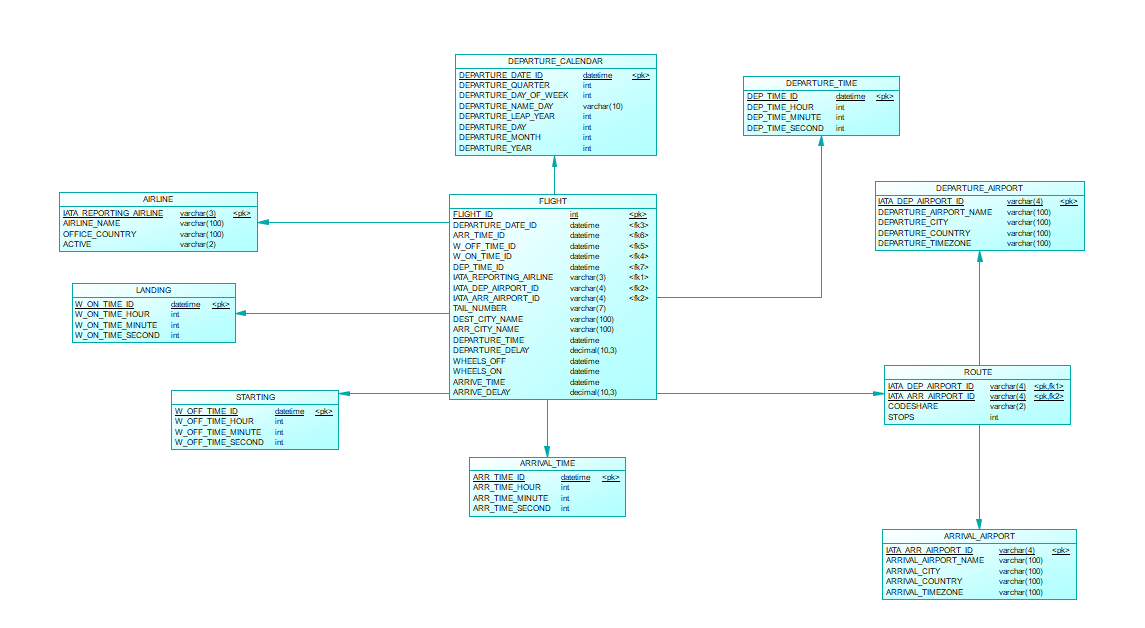 DEPARTURE_CALENDAR
DEPARTURE_DATE_ID datetime <pk>
DEPARTURE_QUARTER int
DEPARTURE_DAY_OF_WEEK int
DEPARTURE_NAME_DAY varchar(10)
DEPARTURE_LEAP_YEAR int
DEPARTURE_DAY int
DEPARTURE_MONTH int
DEPARTURE_YEAR int
DEPARTURE_TIME
DEP_TIME_ID datetime <pk>
DEP_TIME_HOUR int
DEP_TIME_MINUTE int
DEP_TIME_SECOND int
AIRLINE
IATA_REPORTING_AIRLINE varchar(3) <pk>
AIRLINE_NAME varchar(100)
OFFICE_COUNTRY varchar(100)
ACTIVE varchar(2)
FLIGHT
FLIGHT_ID int <pk>
DEPARTURE_DATE_ID datetime <fk3>
ARR_TIME_ID datetime <fk6>
W_OFF_TIME_ID datetime <fk5>
W_ON_TIME_ID datetime <fk4>
DEP_TIME_ID datetime <fk7>
IATA_REPORTING_AIRLINE varchar(3) <fk1>
IATA_DEP_AIRPORT_ID varchar(4) <fk2>
IATA_ARR_AIRPORT_ID varchar(4) <fk2>
TAIL_NUMBER varchar(7)
DEST_CITY_NAME varchar(100)
ARR_CITY_NAME varchar(100)
DEPARTURE_TIME datetime
DEPARTURE_DELAY decimal(10,3)
WHEELS_OFF datetime
WHEELS_ON datetime
ARRIVE_TIME datetime
ARRIVE_DELAY decimal(10,3)
DEPARTURE_AIRPORT
IATA_DEP_AIRPORT_ID varchar(4) <pk>
DEPARTURE_AIRPORT_NAME varchar(100)
DEPARTURE_CITY varchar(100)
DEPARTURE_COUNTRY varchar(100)
DEPARTURE_TIMEZONE varchar(100)
LANDING
W_ON_TIME_ID datetime <pk>
W_ON_TIME_HOUR int
W_ON_TIME_MINUTE int
W_ON_TIME_SECOND int
STARTING
W_OFF_TIME_ID datetime <pk>
W_OFF_TIME_HOUR int
W_OFF_TIME_MINUTE int
W_OFF_TIME_SECOND int
ROUTE
IATA_DEP_AIRPORT_ID varchar(4) <pk,fk1>
IATA_ARR_AIRPORT_ID varchar(4) <pk,fk2>
CODESHARE varchar(2)
STOPS int
ARRIVAL_TIME
ARR_TIME_ID datetime <pk>
ARR_TIME_HOUR int
ARR_TIME_MINUTE int
ARR_TIME_SECOND int
ARRIVAL_AIRPORT
IATA_ARR_AIRPORT_ID varchar(4) <pk>
ARRIVAL_AIRPORT_NAME varchar(100)
ARRIVAL_CITY varchar(100)
ARRIVAL_COUNTRY varchar(100)
ARRIVAL_TIMEZONE varchar(100)